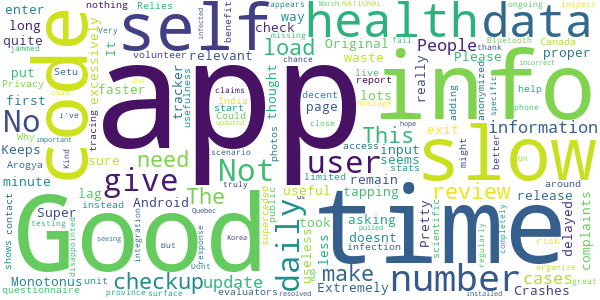 long
quite
enter
nothing
Relies
appears
infected
March
NATIONAL
Bluetooth
ongoing
inspect
code
self
health
data
benefit
fall
jammed
Very
way
volunteer
relevant
check
Original
Canada
load
People
proper
missing
thank
Setu
It
tracker
chance
Please
incorrect
put
excessively
faster
waste
live
report
really
anonymized
specific
phone
Privacy
app
info
No
first
tracing
usefulness
India
claims
start
thought
decent
page
lots
adding
help
Why
important
I've
updated
Could
hostage
close
hope
user
This
information
Keeps
Kind
sure
scenario
photos
access
input
seems
stats
exit
might
better
On
slow
Arogya
need
Not
limited
remain
minute
give
useful
tapping
review
release
around
shows
contact
lag
truly
Android
The
public
superceded
took
asking
Pretty
scientific
delayed
complaints
Super
instead
Quebec
us
useless
less
doesnt
infection
pulled
regularly
completely
risk
testing
disappointed
seeing
integration
But
response
Korea
daily
time
number
cases
organize
Monotonus
unit
Dont
make
Crashes
great
questionnaire
checkup
update
Good
province
surface
evaluators
resolved
Extremely
installed